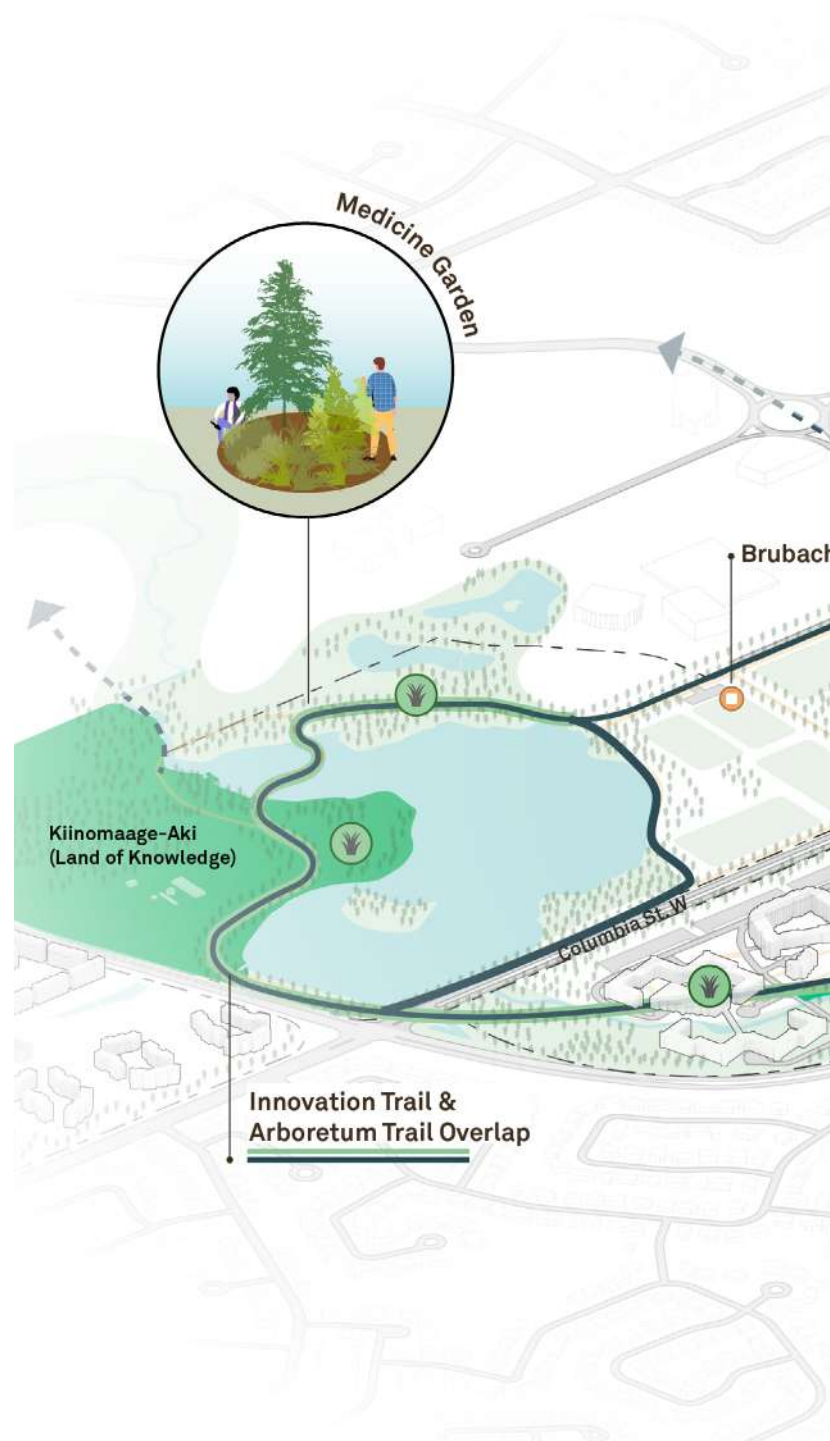 Medicine Garden
Brubach
Kiinomaage-Aki
(Land of Knowledge)
Columbia St. W
Innovation Trail &
Arboretum Trail Overlap